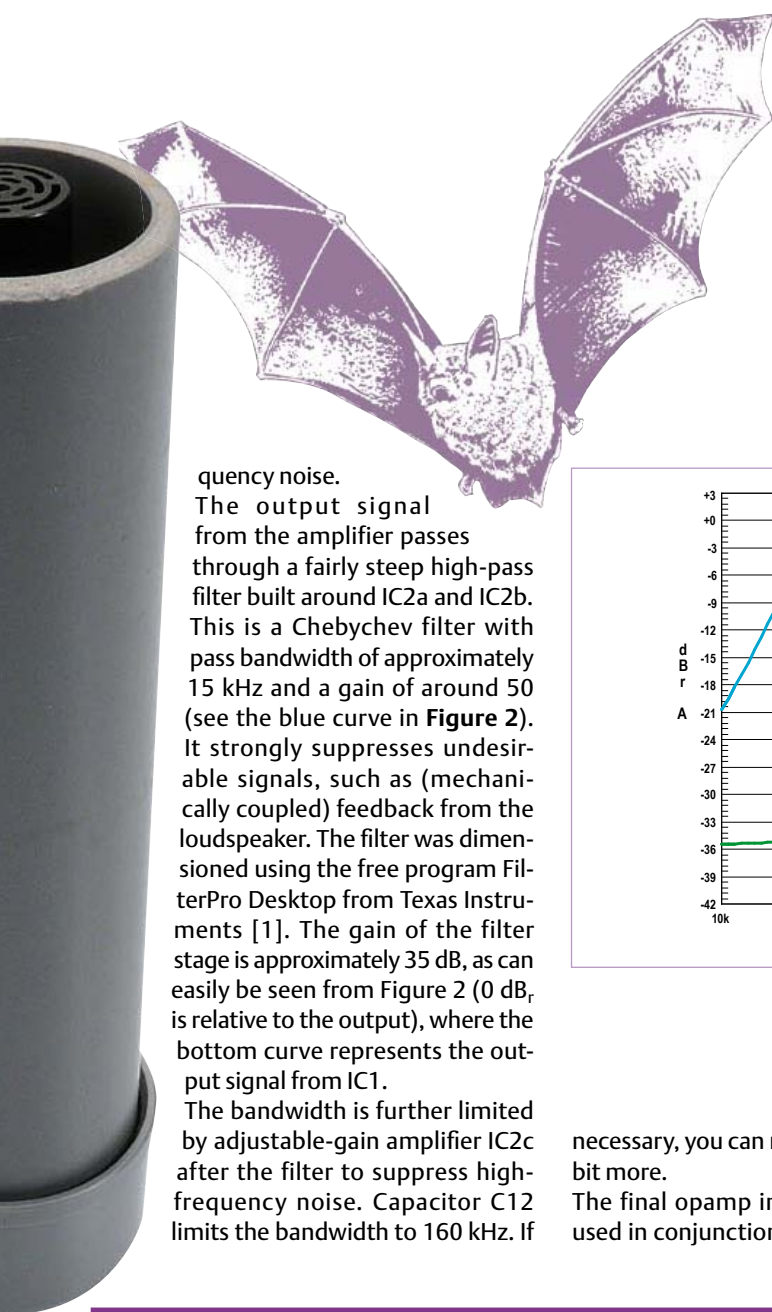 quency noise.
The output signal
from the amplifier passes
through a fairly steep high-pass
filter built around IC2a and IC2b.
This is a Chebychev filter with
pass bandwidth of approximately
15 kHz and a gain of around 50
(see the blue curve in Figure 2).
It strongly suppresses undesir-
able signals, such as (mechani-
cally coupled) feedback from the
loudspeaker. The filter was dimen-
sioned using the free program Fil-
terPro Desktop from Texas Instru-
ments [1]. The gain of the filter
stage is approximately 35 dB, as can
easily be seen from Figure 2 (0 dBr
is relative to the output), where the
bottom curve represents the out-
put signal from IC1.
The bandwidth is further limited
by adjustable-gain amplifier IC2c
after the filter to suppress high-
frequency noise. Capacitor C12
limits the bandwidth to 160 kHz. If
+3
+0
-3
-6
-9
-12
-15
-18
-21
-24
-27
-30
-33
-36
-39
-42
d
B
r
A
10k
necessary, you can
bit more.
The final opamp
used in conjunction